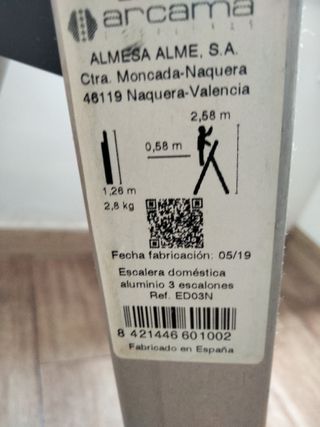 arcama
ALMESA ALME, S.A.
Ctra. Moncada-Naquera
46119 Naquera-Valencia
2,58 m
0,58 m
1,26 m
2,8 kg
Fecha fabricación: 05/19
Escalera doméstica
aluminio 3 escalones
Ref. ED03N
8 421446 601002
Fabricado en España